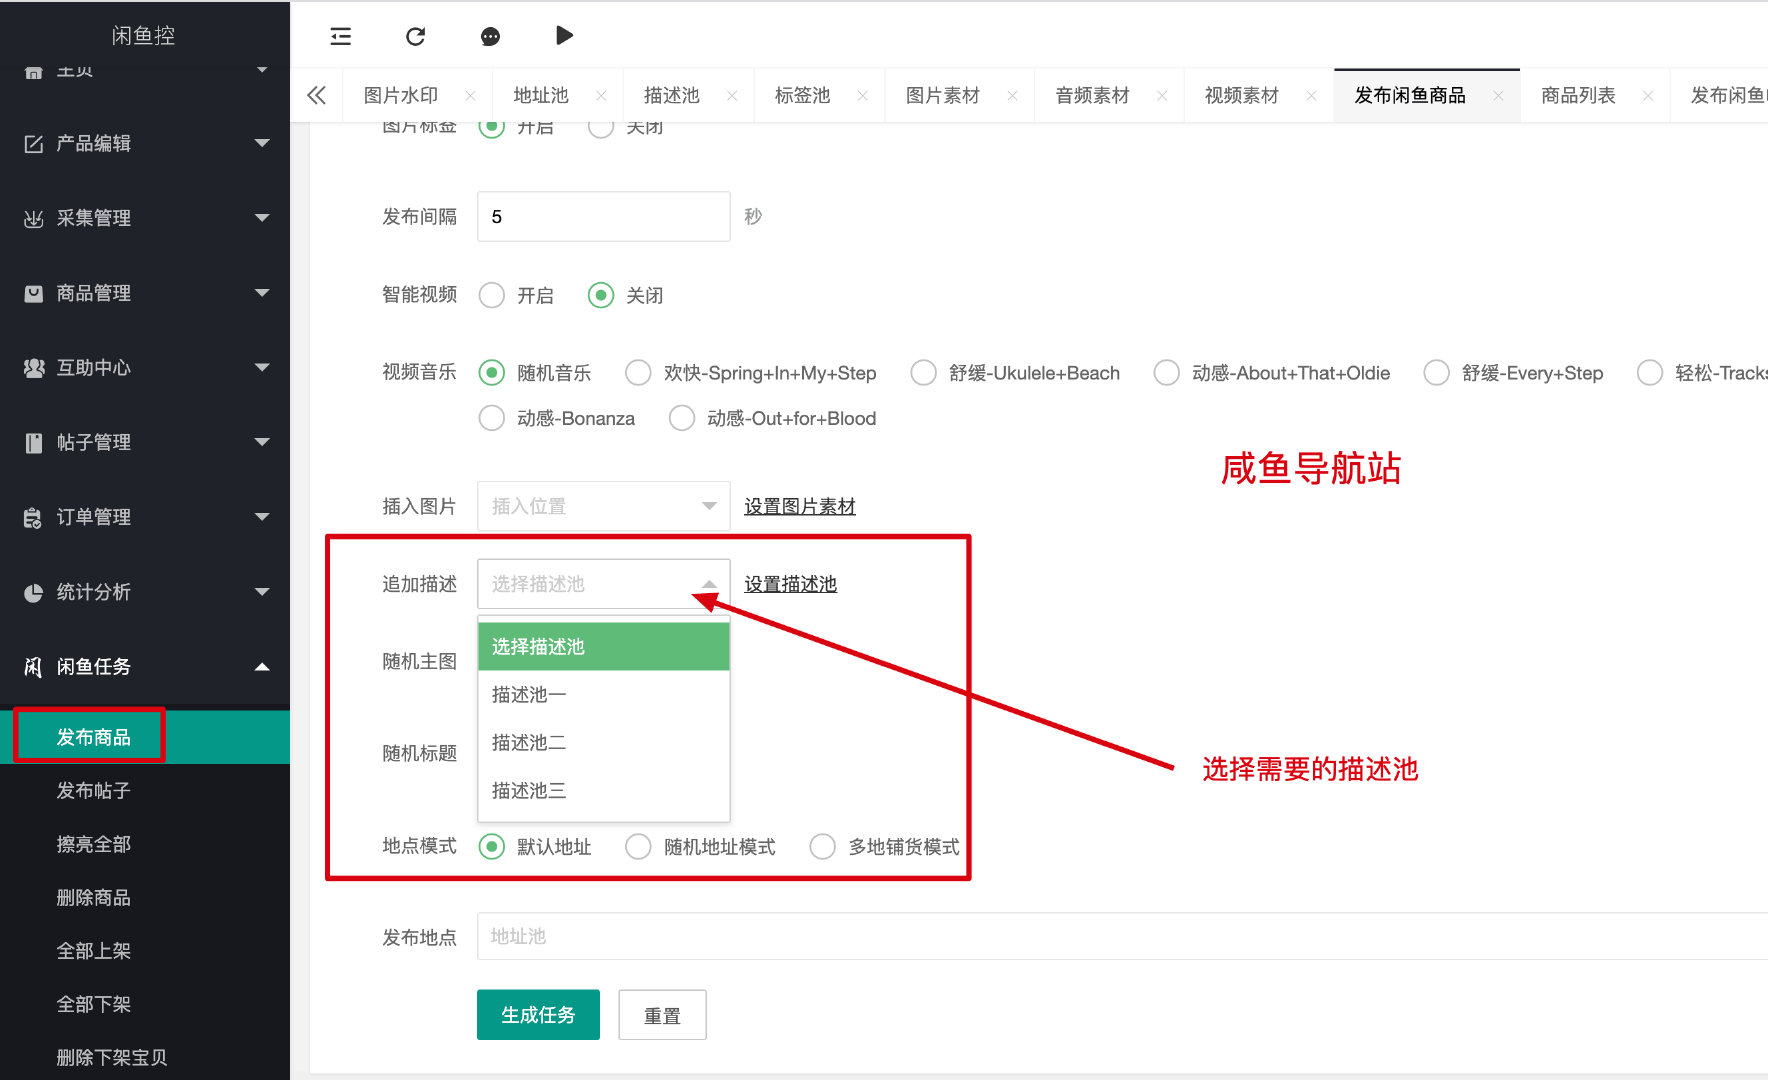 闲鱼控
主页
图片水印
地址池
描述池
标签池
图片素材
音频素材
视频素材
发布闲鱼商品
商品列表
发布闲鱼
产品编辑
采集管理
商品管理
互助中心
帖子管理
订单管理
统计分析
闲鱼任务
发布商品
发布帖子
擦亮全部
删除商品
全部上架
全部下架
删除下架宝贝
图片标签 开启 关闭
发布间隔 5 秒
智能视频 开启 关闭
视频音乐 随机音乐 欢快-Spring+In+My+Step 舒缓-Ukulele+Beach 动感-About+That+Oldie 舒缓-Every+Step 轻松-Tracks
动感-Bonanza 动感-Out+for+Blood
咸鱼导航站
插入图片 插入位置 设置图片素材
追加描述 选择描述池 设置描述池
选择描述池
随机主图
描述池一
描述池二
随机标题
描述池三
选择需要的描述池
地点模式 默认地址 随机地址模式 多地铺货模式
发布地点 地址池
生成任务 重置